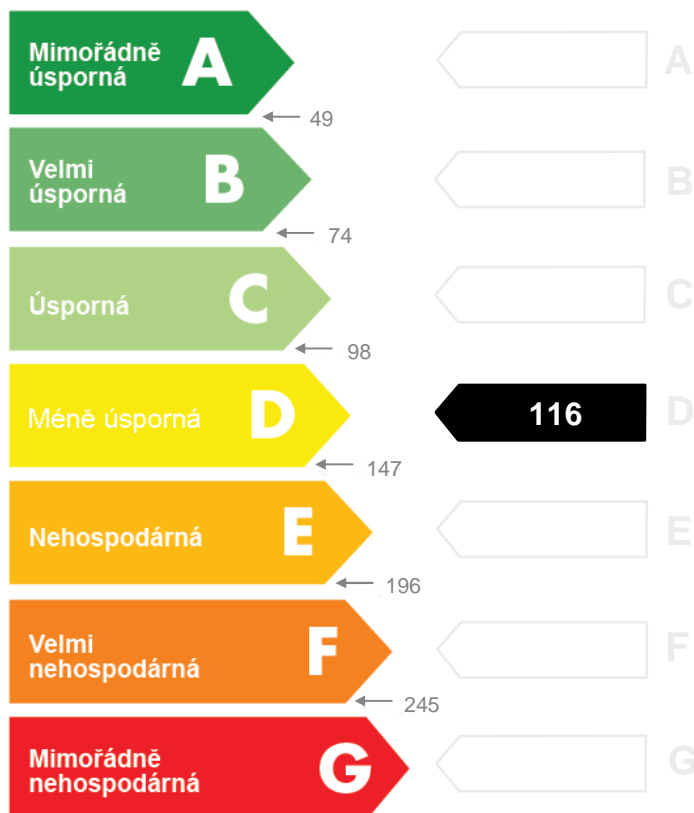 Mimořádně
úsporná
A
A
49
Velmi
úsporná
B
B
74
Úsporná
C
C
98
Méně úsporná
D
116
D
147
Nehospodárná
E
E
196
Velmi
nehospodárná
F
F
245
Mimořádně
nehospodárná
G
G